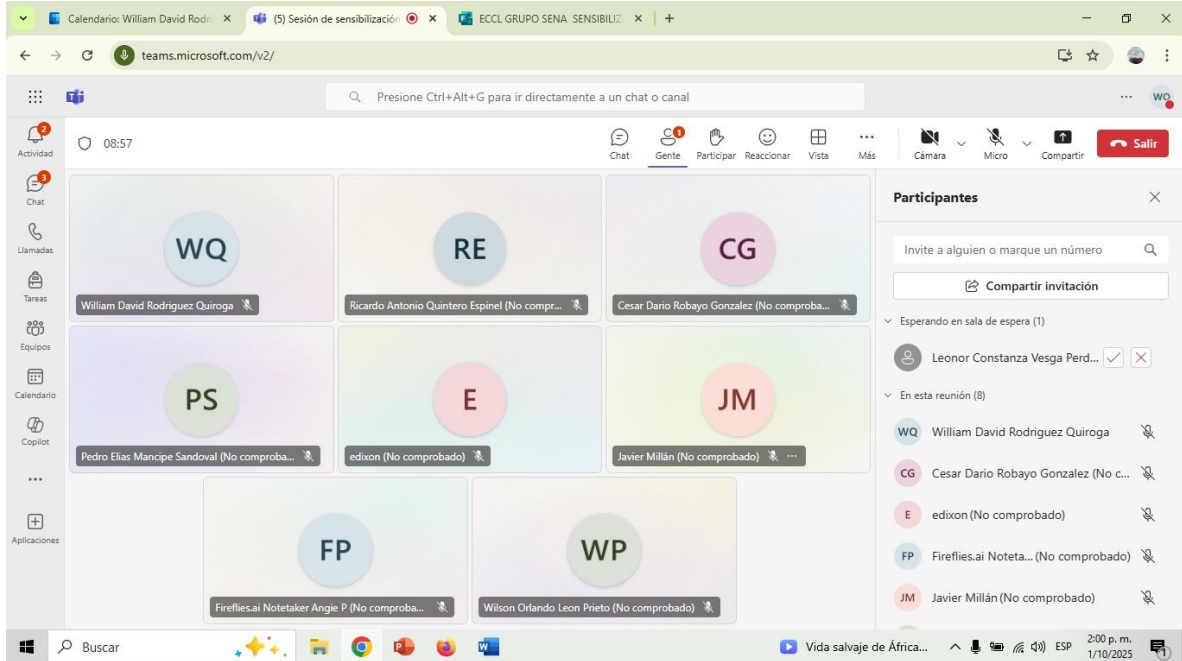 Calendario: William David Rodri
(5) Sesión de sensibilización
ECCL GRUPO SENA SENSIBILIZ
teams.microsoft.com/v2/
Presione Ctrl+Alt+G para ir directamente a un chat o canal
WQ
Actividad
2
Chat
3
Llamadas
Tareas
Equipos
Calendario
Copilot
Aplicaciones
08:57
Chat
Gente
1
Participar
Reaccionar
Vista
Más
Cámara
Micro
Compartir
Salir
WQ
William David Rodriguez Quiroga
RE
Ricardo Antonio Quintero Espinel (No compr...
CG
Cesar Dario Robayo Gonzalez (No comproba...
PS
Pedro Elias Mancipe Sandoval (No comproba...
E
edixon (No comprobado)
JM
Javier Millán (No comprobado)
FP
Fireflies.ai Notetaker Angie P (No comproba...
WP
Wilson Orlando Leon Prieto (No comprobado)
Participantes
Invite a alguien o marque un número
Compartir invitación
Esperando en sala de espera (1)
Leonor Constanza Vesga Perd...
En esta reunión (8)
WQ William David Rodriguez Quiroga
CG Cesar Dario Robayo Gonzalez (No c...
E edixon (No comprobado)
FP Fireflies.ai Noteta... (No comprobado)
JM Javier Millán (No comprobado)
Buscar
Vida salvaje de África...
ESP
2:00 p. m.
1/10/2025